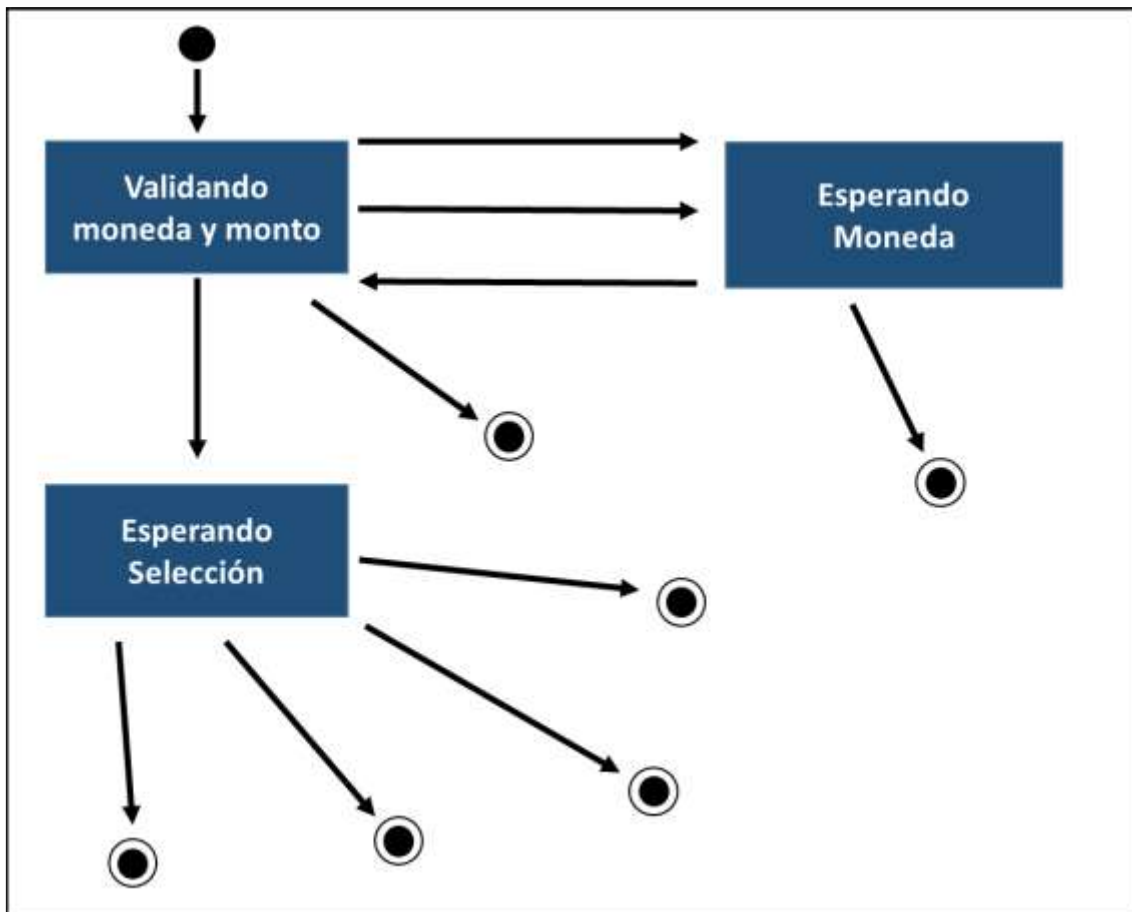 Validando
moneda y monto
Esperando
Moneda
Esperando
Selección